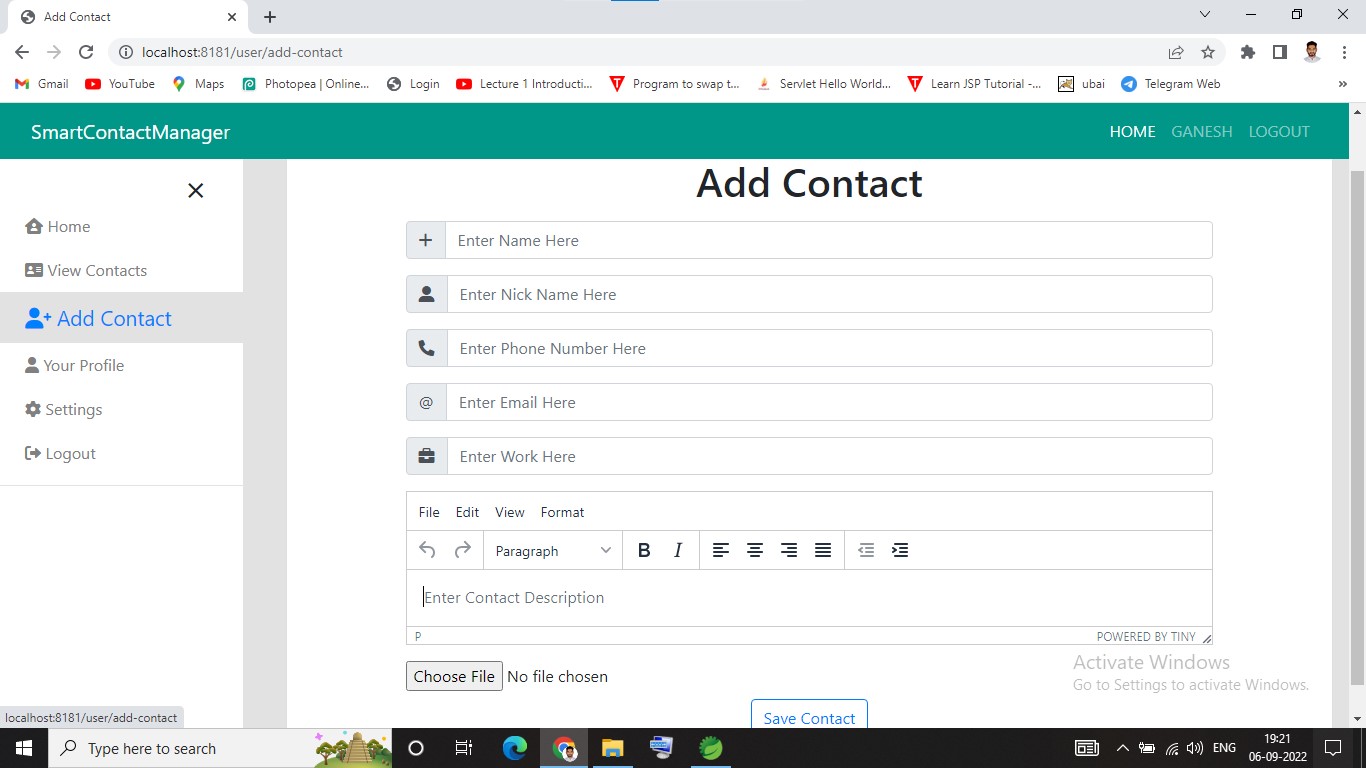 Add Contact
localhost:8181/user/add-contact
Gmail YouTube Maps Photopea | Online... Login Lecture 1 Introducti... Program to swap t... Servlet Hello World... Learn JSP Tutorial -... ubai Telegram Web »
SmartContactManager HOME GANESH LOGOUT
Add Contact
Home
View Contacts
Add Contact
Your Profile
Settings
Logout
Enter Name Here
Enter Nick Name Here
Enter Phone Number Here
@ Enter Email Here
Enter Work Here
File Edit View Format
Paragraph B I
Enter Contact Description
P POWERED BY TINY
Choose File No file chosen
Save Contact
Activate Windows
Go to Settings to activate Windows.
localhost:8181/user/add-contact
Type here to search
ENG
19:21
06-09-2022